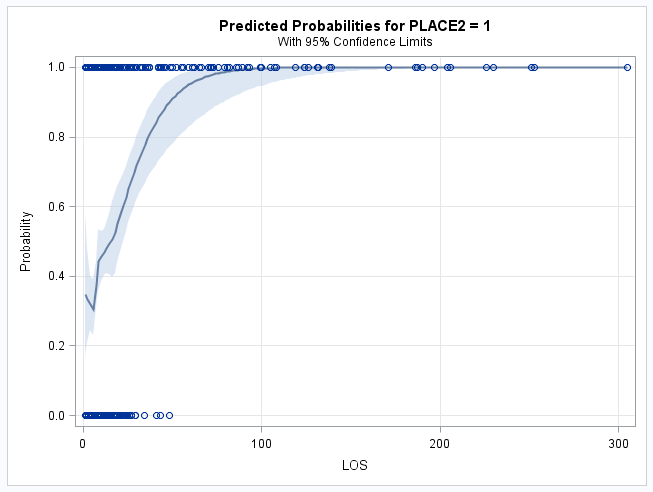 Predicted Probabilities for PLACE2 = 1
With 95% Confidence Limits
1.0
0.8
0.6
0.4
0.2
0.0
Probability
0 100 200 300
LOS